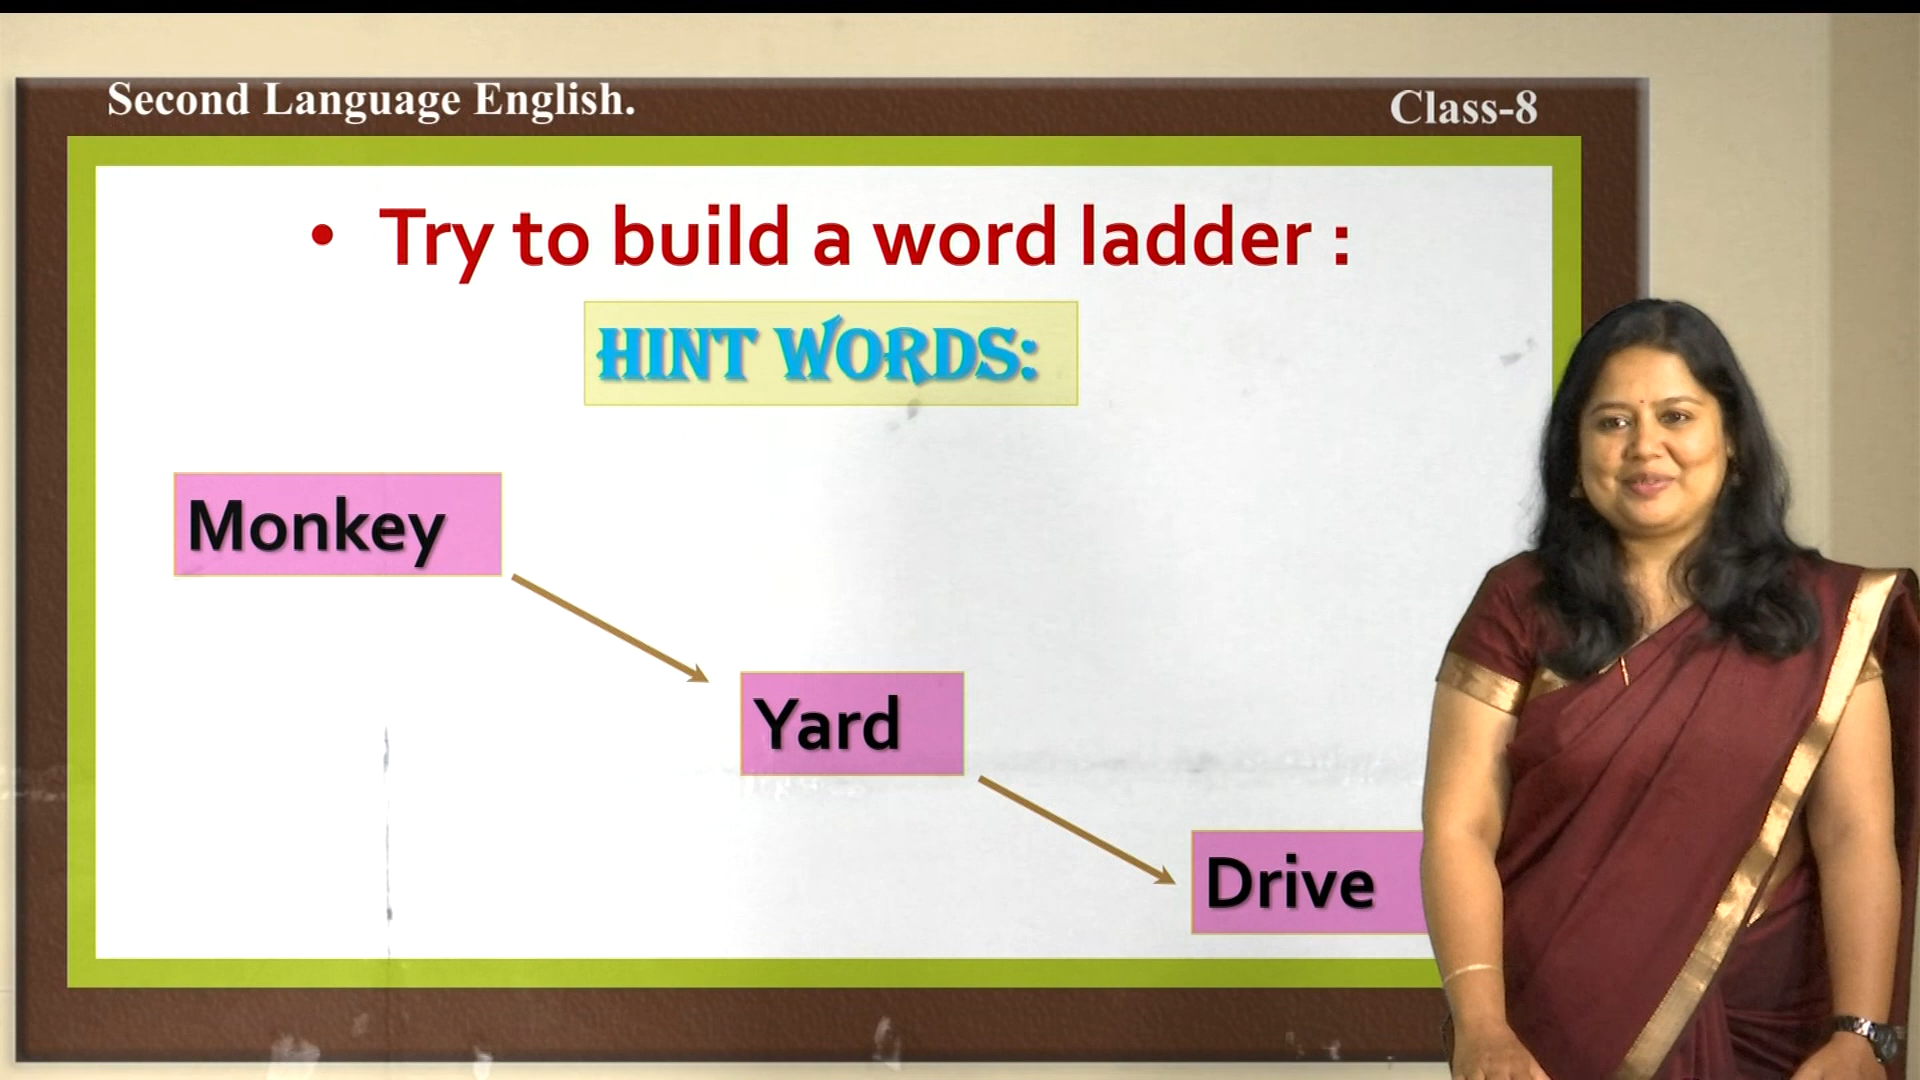 Second Language English.
Class-8
• Try to build a word ladder :
HINT WORDS:
Monkey
Yard
Drive